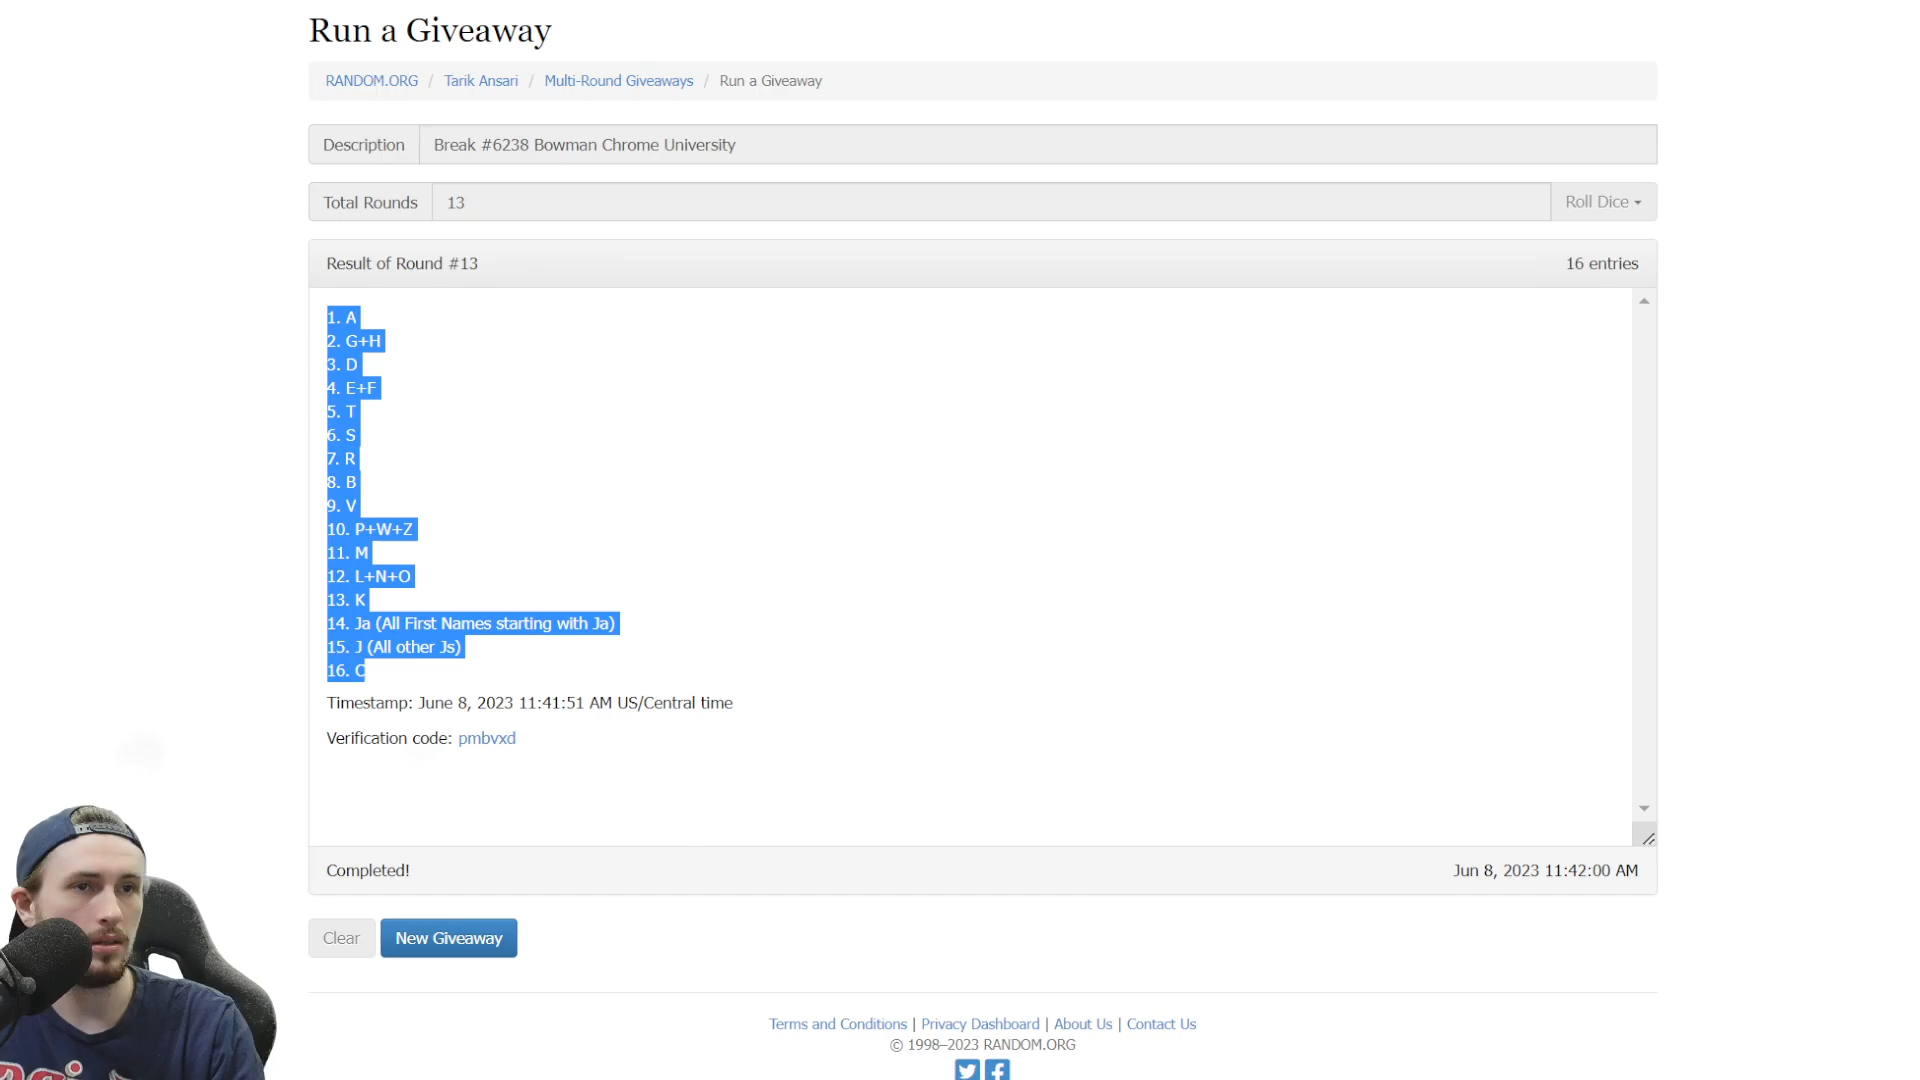 Run a Giveaway
RANDOM.ORG / Tarik Ansari / Multi-Round Giveaways / Run a Giveaway
Description Break #6238 Bowman Chrome University
Total Rounds 13 Roll Dice
Result of Round #13 16 entries
1. A
2. G+H
3. D
4. E+F
5. T
6. S
7. R
8. B
9. V
10. P+W+Z
11. M
12. L+N+O
13. K
14. Ja (All First Names starting with Ja)
15. J (All other Js)
16. C
Timestamp: June 8, 2023 11:41:51 AM US/Central time
Verification code: pmbvxd
Completed! Jun 8, 2023 11:42:00 AM
Clear New Giveaway
Terms and Conditions | Privacy Dashboard | About Us | Contact Us
© 1998–2023 RANDOM.ORG